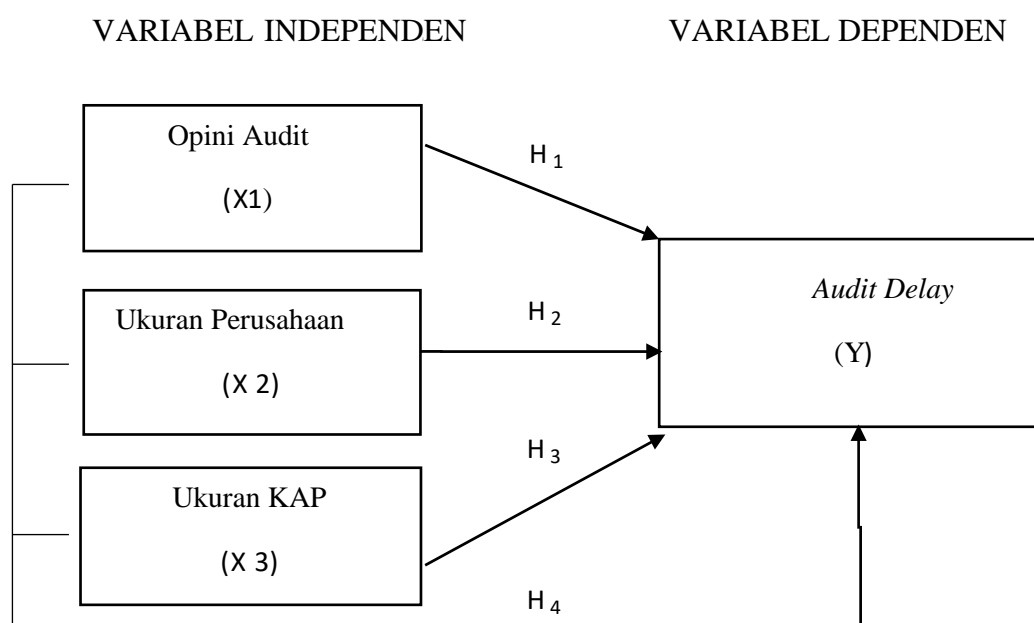 VARIABEL INDEPENDEN
VARIABEL DEPENDEN
Opini Audit
(X1)
H 1
Ukuran Perusahaan
(X 2)
H 2
Audit Delay
(Y)
Ukuran KAP
(X 3)
H 3
H 4